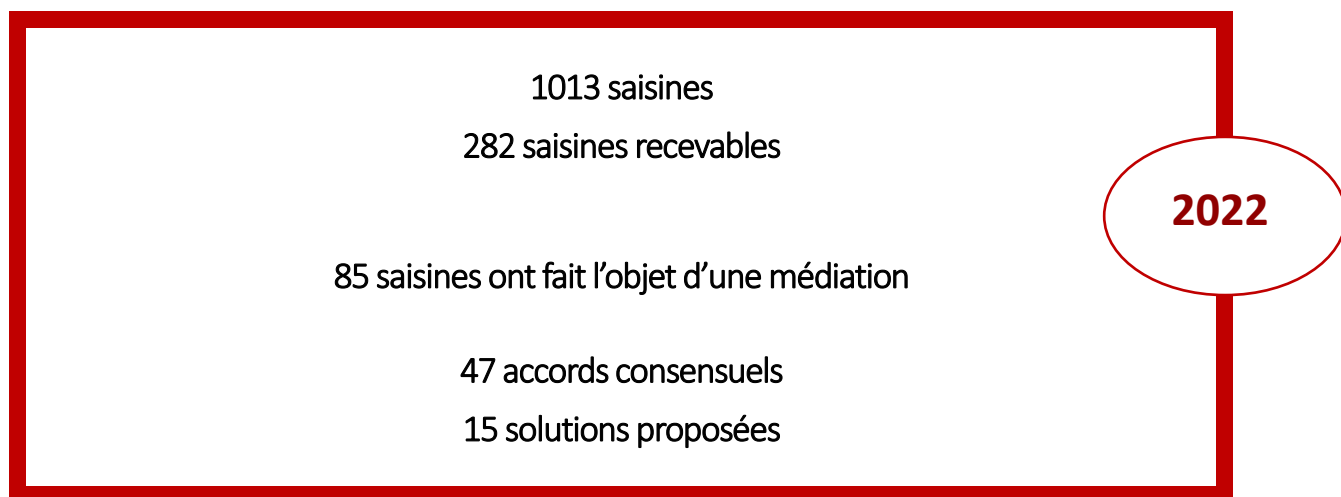 1013 saisines
282 saisines recevables
2022
85 saisines ont fait l’objet d’une médiation
47 accords consensuels
15 solutions proposées